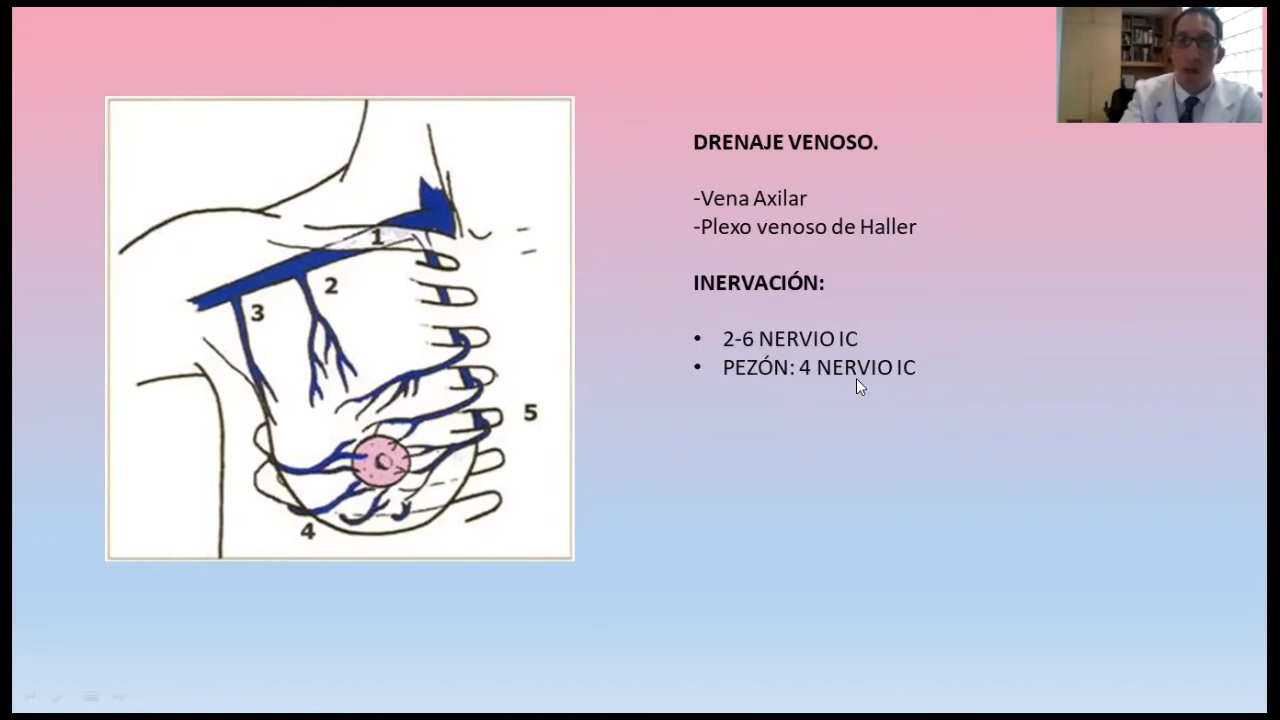 DRENAJE VENOSO.
-Vena Axilar
-Plexo venoso de Haller
INERVACIÓN:
• 2-6 NERVIO IC
• PEZÓN: 4 NERVIO IC
1
2
3
5
4